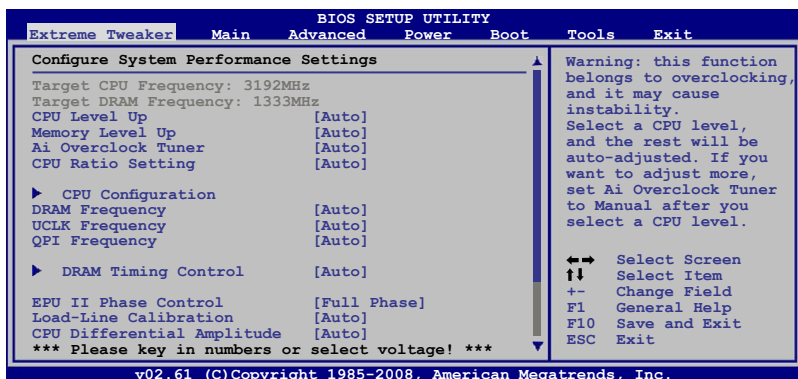 BIOS SETUP UTILITY
Extreme Tweaker Main Advanced Power Boot Tools Exit
Configure System Performance Settings
Target CPU Frequency: 3192MHz
Target DRAM Frequency: 1333MHz
CPU Level Up [Auto]
Memory Level Up [Auto]
Ai Overclock Tuner [Auto]
CPU Ratio Setting [Auto]
CPU Configuration
DRAM Frequency [Auto]
UCLK Frequency [Auto]
QPI Frequency [Auto]
DRAM Timing Control [Auto]
EPU II Phase Control [Full Phase]
Load-Line Calibration [Auto]
CPU Differential Amplitude [Auto]
*** Please key in numbers or select voltage! ***
Warning: this function
belongs to overclocking,
and it may cause
instability.
Select a CPU level,
and the rest will be
auto-adjusted. If you
want to adjust more,
set Ai Overclock Tuner
to Manual after you
select a CPU level.
Select Screen
Select Item
+- Change Field
F1 General Help
F10 Save and Exit
ESC Exit
v02.61 (C)Copyright 1985-2008, American Megatrends, Inc.